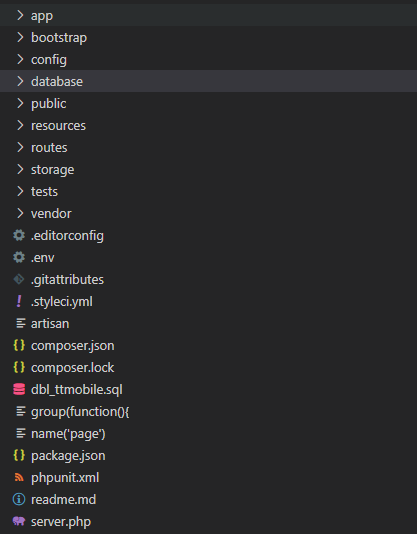 app
bootstrap
config
database
public
resources
routes
storage
tests
vendor
.editorconfig
.env
.gitattributes
.styleci.yml
artisan
composer.json
composer.lock
dbl_ttmobile.sql
group(function(){
name('page')
package.json
phpunit.xml
readme.md
server.php